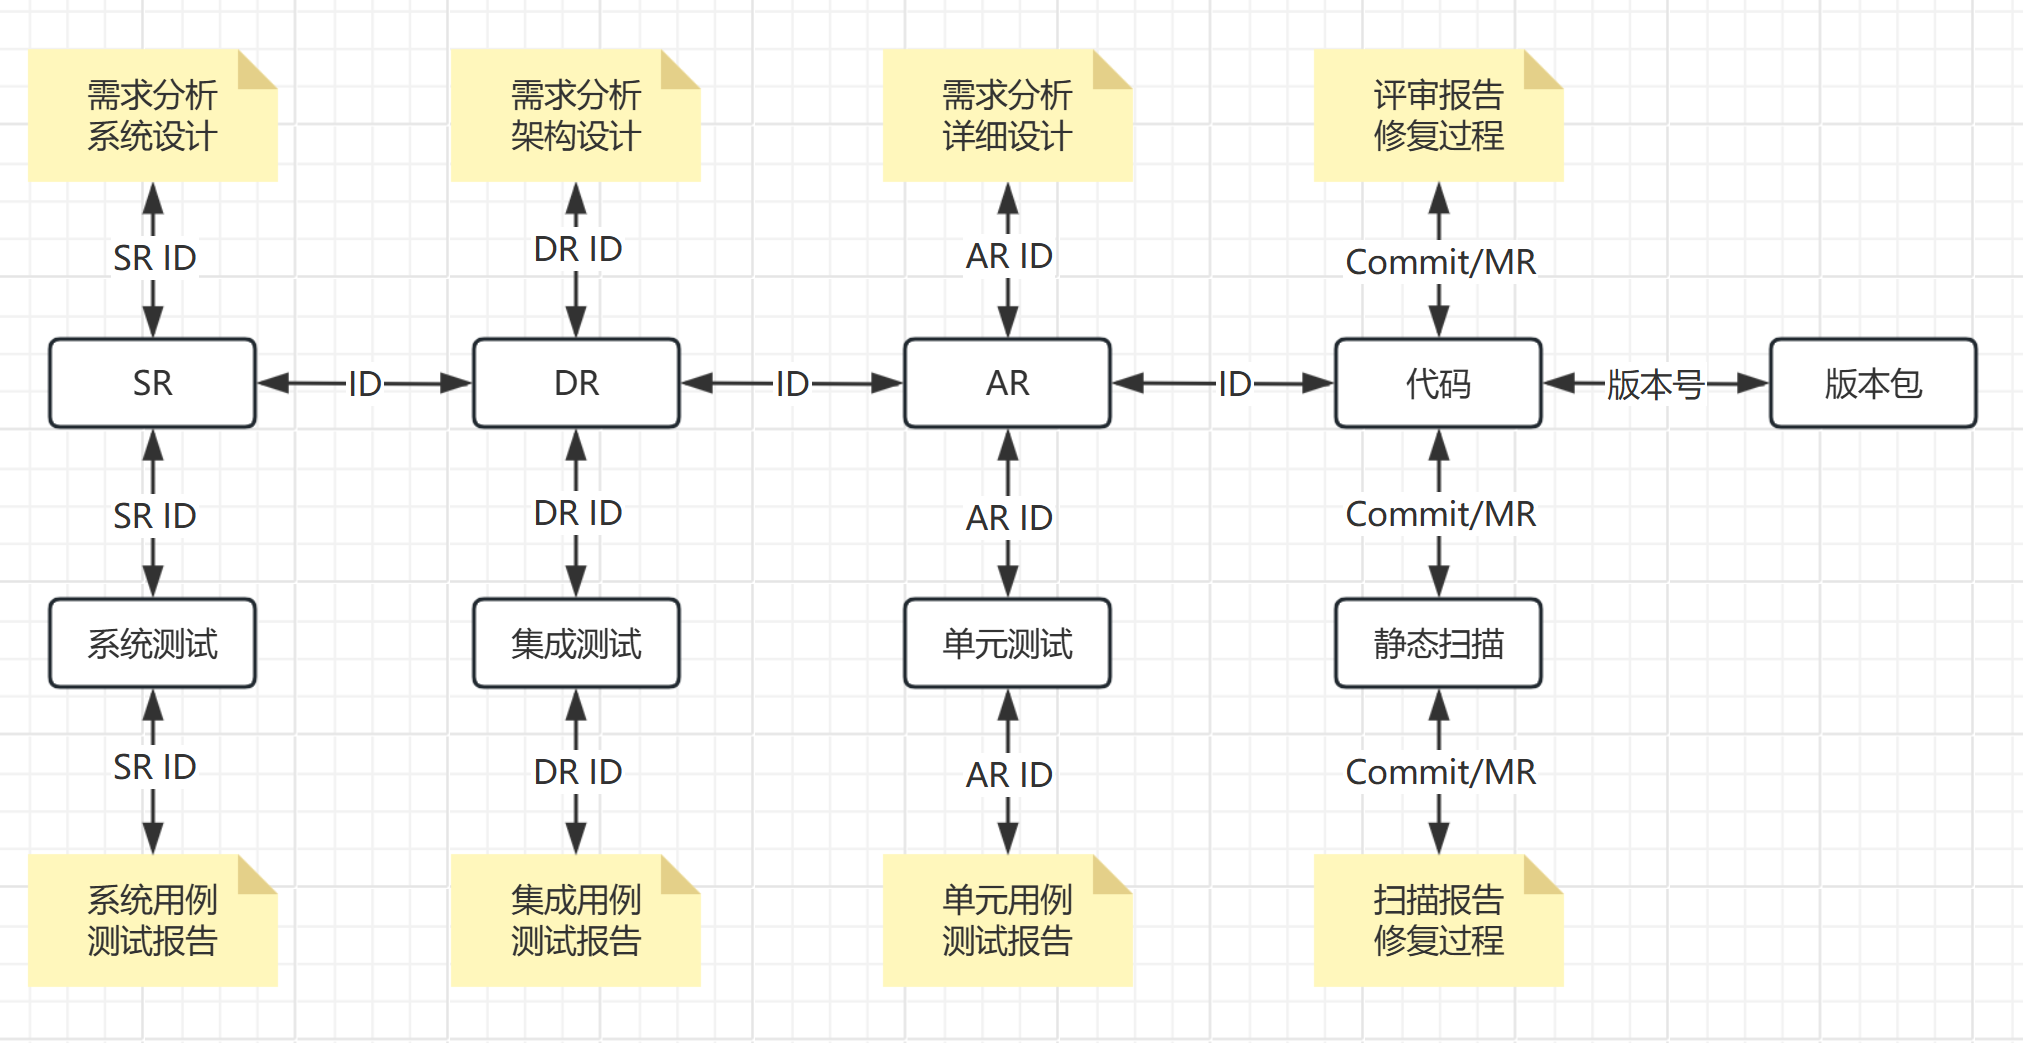 需求分析
系统设计
需求分析
架构设计
需求分析
详细设计
评审报告
修复过程
SR ID
DR ID
AR ID
Commit/MR
SR
ID
DR
ID
AR
ID
代码
版本号
版本包
SR ID
DR ID
AR ID
Commit/MR
系统测试
集成测试
单元测试
静态扫描
SR ID
DR ID
AR ID
Commit/MR
系统用例
测试报告
集成用例
测试报告
单元用例
测试报告
扫描报告
修复过程